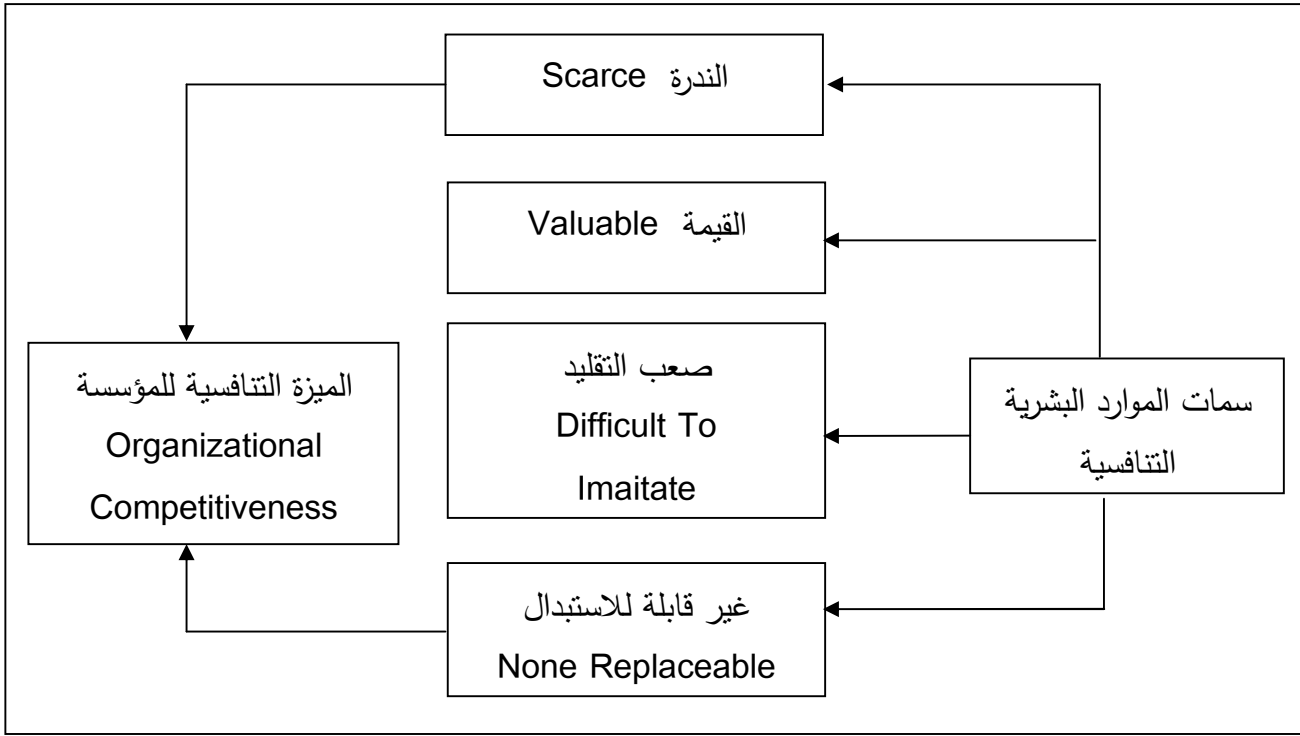 الندرة Scarce
القيمة Valuable
صعب التقليد
Difficult To
Imaitate
غير قابلة للاستبدال
None Replaceable
سمات الموارد البشرية
التنافسية
الميزة التنافسية للمؤسسة
Organizational
Competitiveness